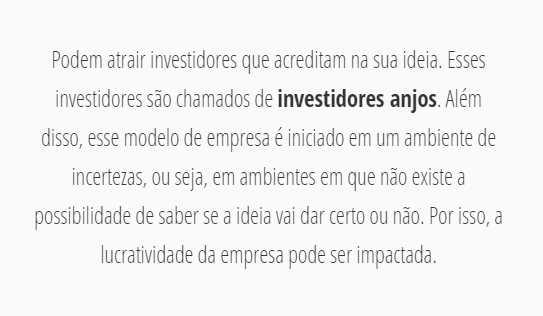 Podem atrair investidores que acreditam na sua ideia. Esses
investidores são chamados de investidores anjos. Além
disso, esse modelo de empresa é iniciado em um ambiente de
incertezas, ou seja, em ambientes em que não existe a
possibilidade de saber se a ideia vai dar certo ou não. Por isso, a
lucratividade da empresa pode ser impactada.